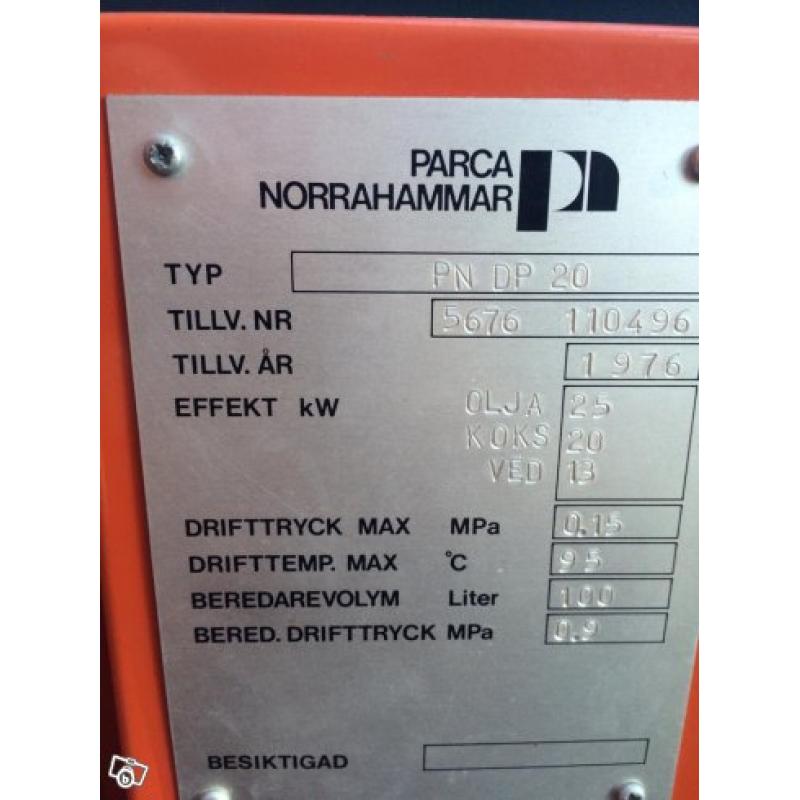 PARCA
NORRAHAMMAR
TYP PN DP 20
TILLV. NR 5676 110496
TILLV. ÅR 1976
EFFEKT kW OLJA 25
KOKS 20
VED 13
DRIFTTRYCK MAX MPa 0.15
DRIFTTEMP. MAX °C 95
BEREDAREVOLYM Liter 100
BERED. DRIFTTRYCK MPa 0.9
BESIKTIGAD